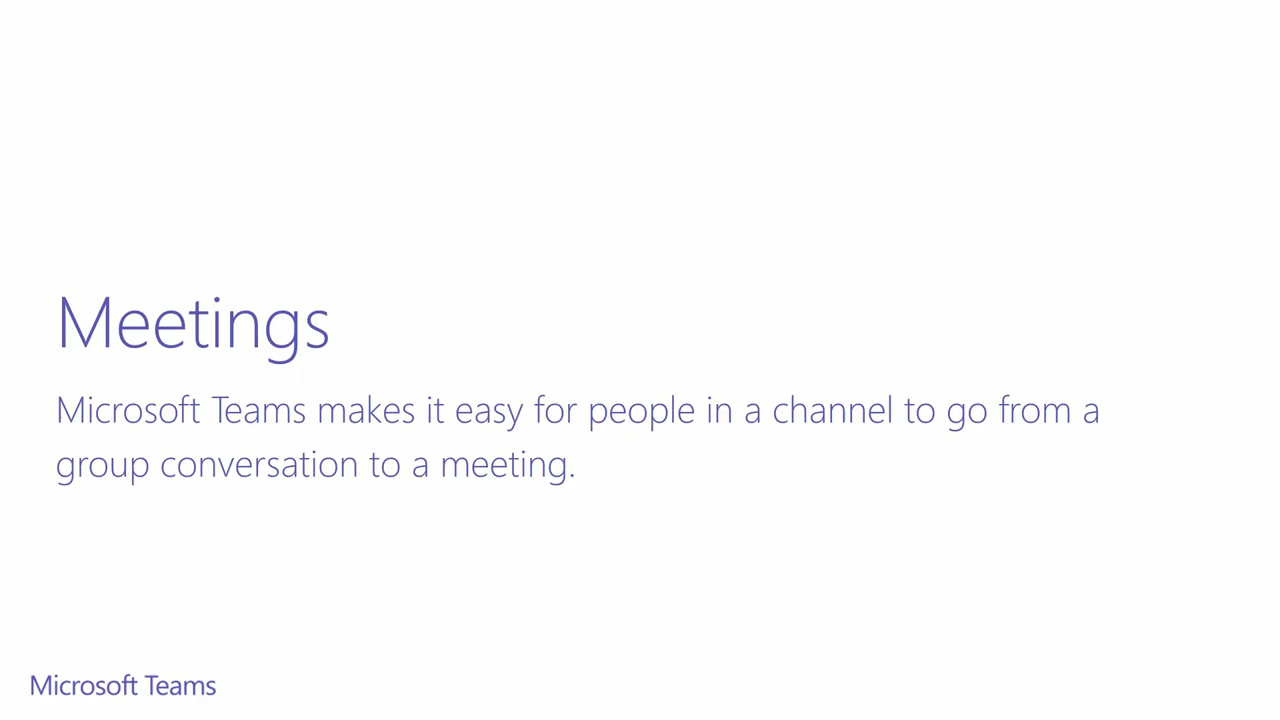 Meetings
Microsoft Teams makes it easy for people in a channel to go from a
group conversation to a meeting.
Microsoft Teams